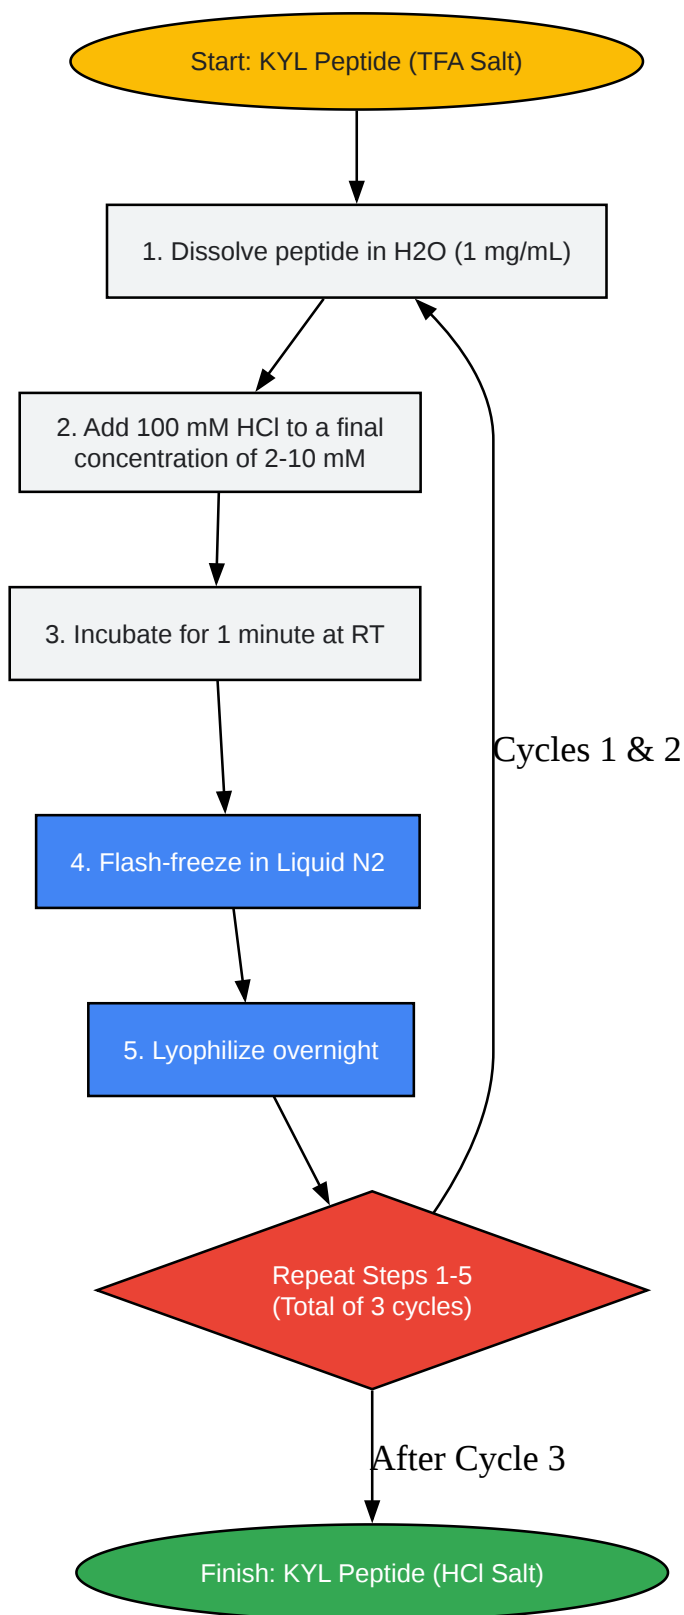 Start: KYL Peptide (TFA Salt)
1. Dissolve peptide in H2O (1 mg/mL)
2. Add 100 mM HCl to a final
concentration of 2-10 mM
3. Incubate for 1 minute at RT
Cycles 1 & 2
4. Flash-freeze in Liquid N2
5. Lyophilize overnight
Repeat Steps 1-5
(Total of 3 cycles)
After Cycle 3
Finish: KYL Peptide (HCl Salt)